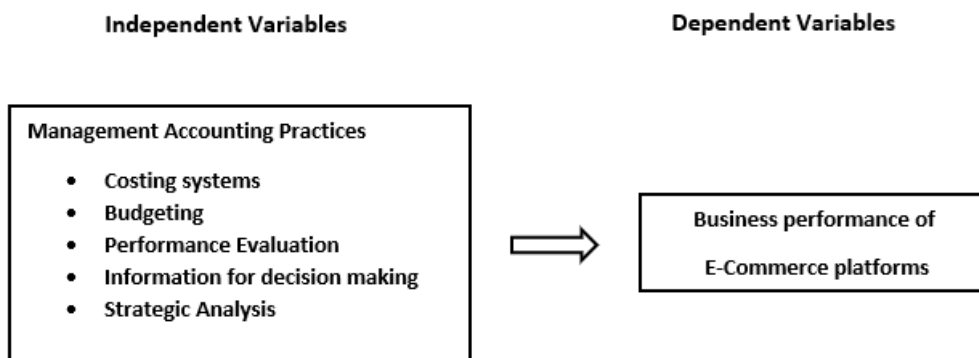 Independent Variables
Dependent Variables
Management Accounting Practices
• Costing systems
• Budgeting
• Performance Evaluation
• Information for decision making
• Strategic Analysis
Business performance of
E-Commerce platforms